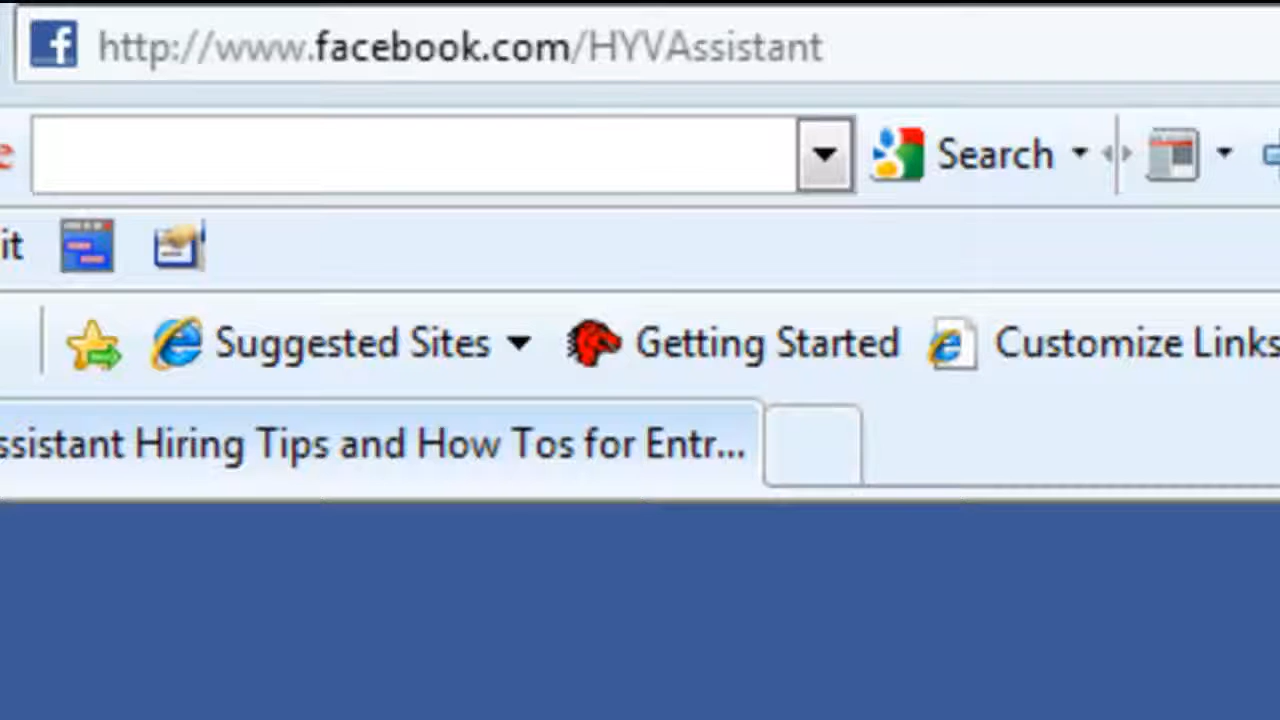 http://www.facebook.com/HYVAssistant
e Search
it
Suggested Sites Getting Started Customize Links
ssistant Hiring Tips and How Tos for Entr...